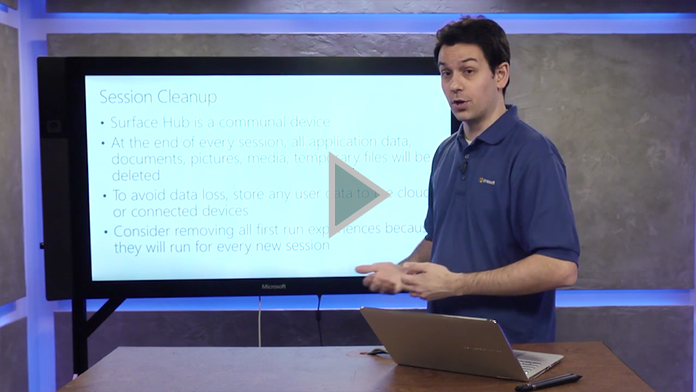 Session Cleanup
• Surface Hub is a communal device
• At the end of every session, all application data,
documents, pictures, media, temporary files will be
deleted
• To avoid data loss, store any user data to the cloud
or connected devices
• Consider removing all first run experiences
they will run for every new session
Microsoft